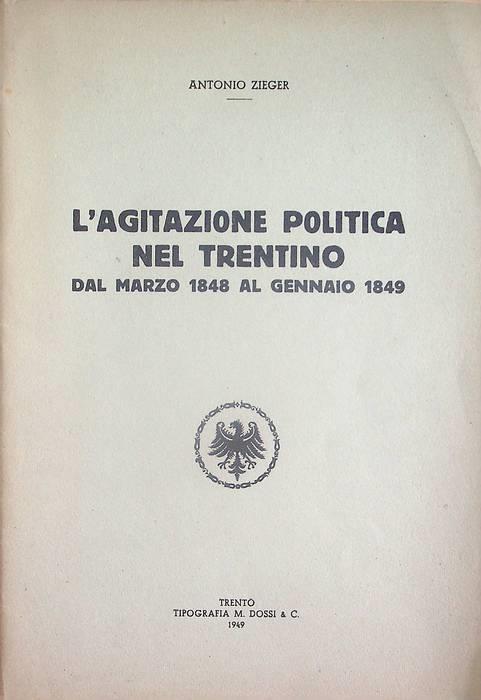 ANTONIO ZIEGER
L'AGITAZIONE POLITICA
NEL TRENTINO
DAL MARZO 1848 AL GENNAIO 1849
TRENTO
TIPOGRAFIA M. DOSSI & C.
1949